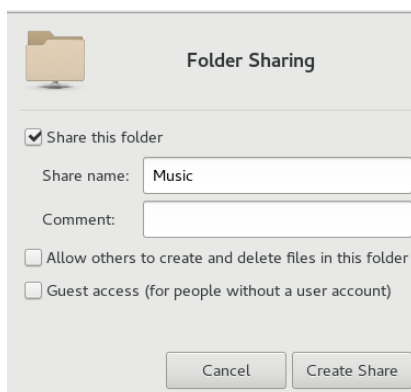 Folder Sharing
Share this folder
Share name: Music
Comment:
Allow others to create and delete files in this folder
Guest access (for people without a user account)
Cancel Create Share